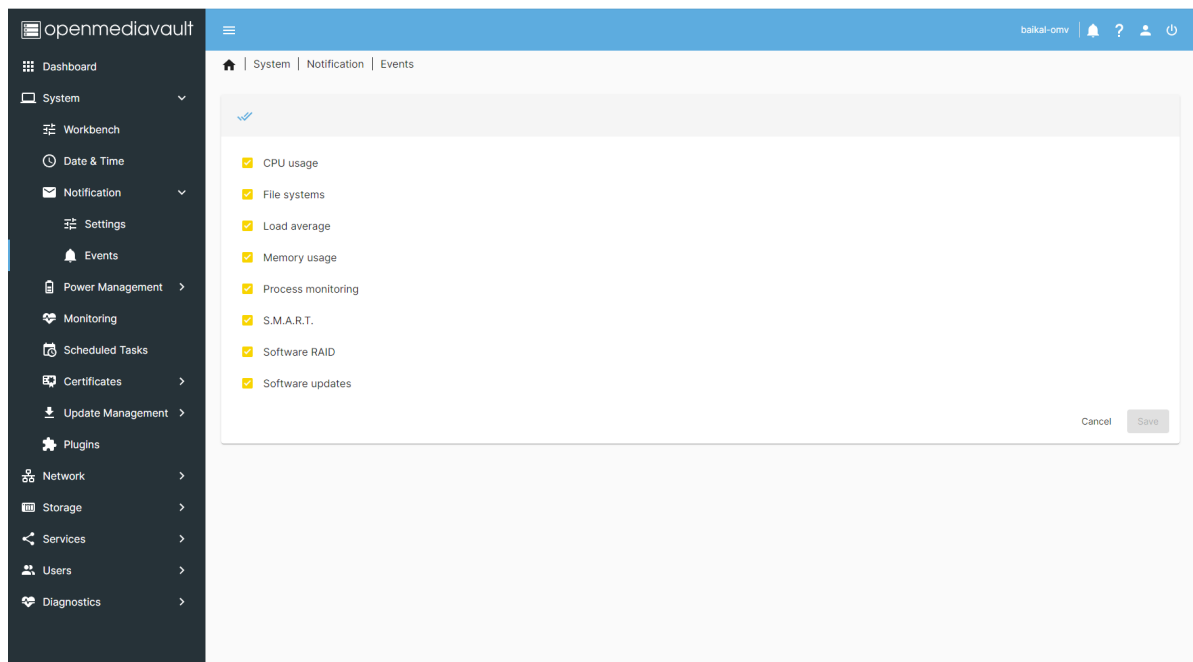 openmediavault
baikal-omv ?
Dashboard
System
Workbench
Date & Time
Notification
Settings
Events
Power Management
Monitoring
Scheduled Tasks
Certificates
Update Management
Plugins
Network
Storage
Services
Users
Diagnostics
System | Notification | Events
CPU usage
File systems
Load average
Memory usage
Process monitoring
S.M.A.R.T.
Software RAID
Software updates
Cancel Save